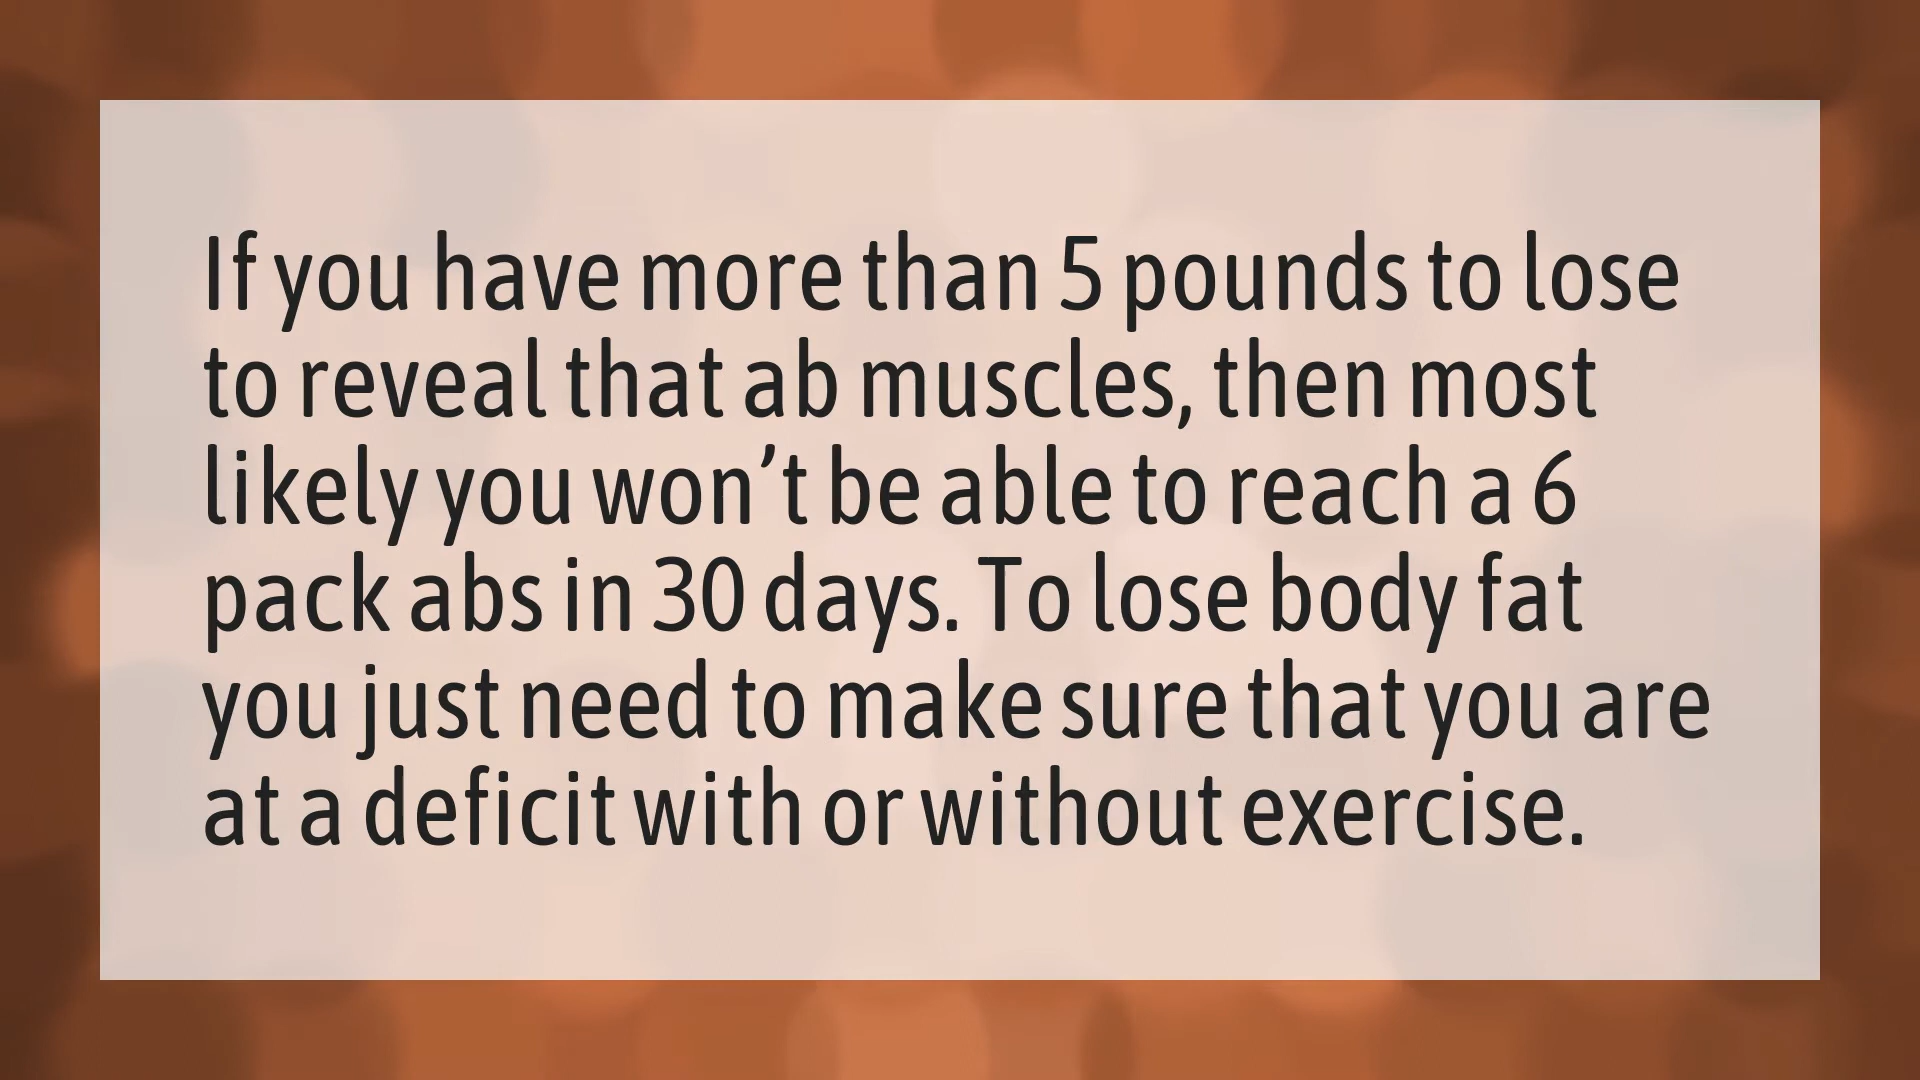 If you have more than 5 pounds to lose
to reveal that ab muscles, then most
likely you won’t be able to reach a 6
pack abs in 30 days. To lose body fat
you just need to make sure that you are
at a deficit with or without exercise.